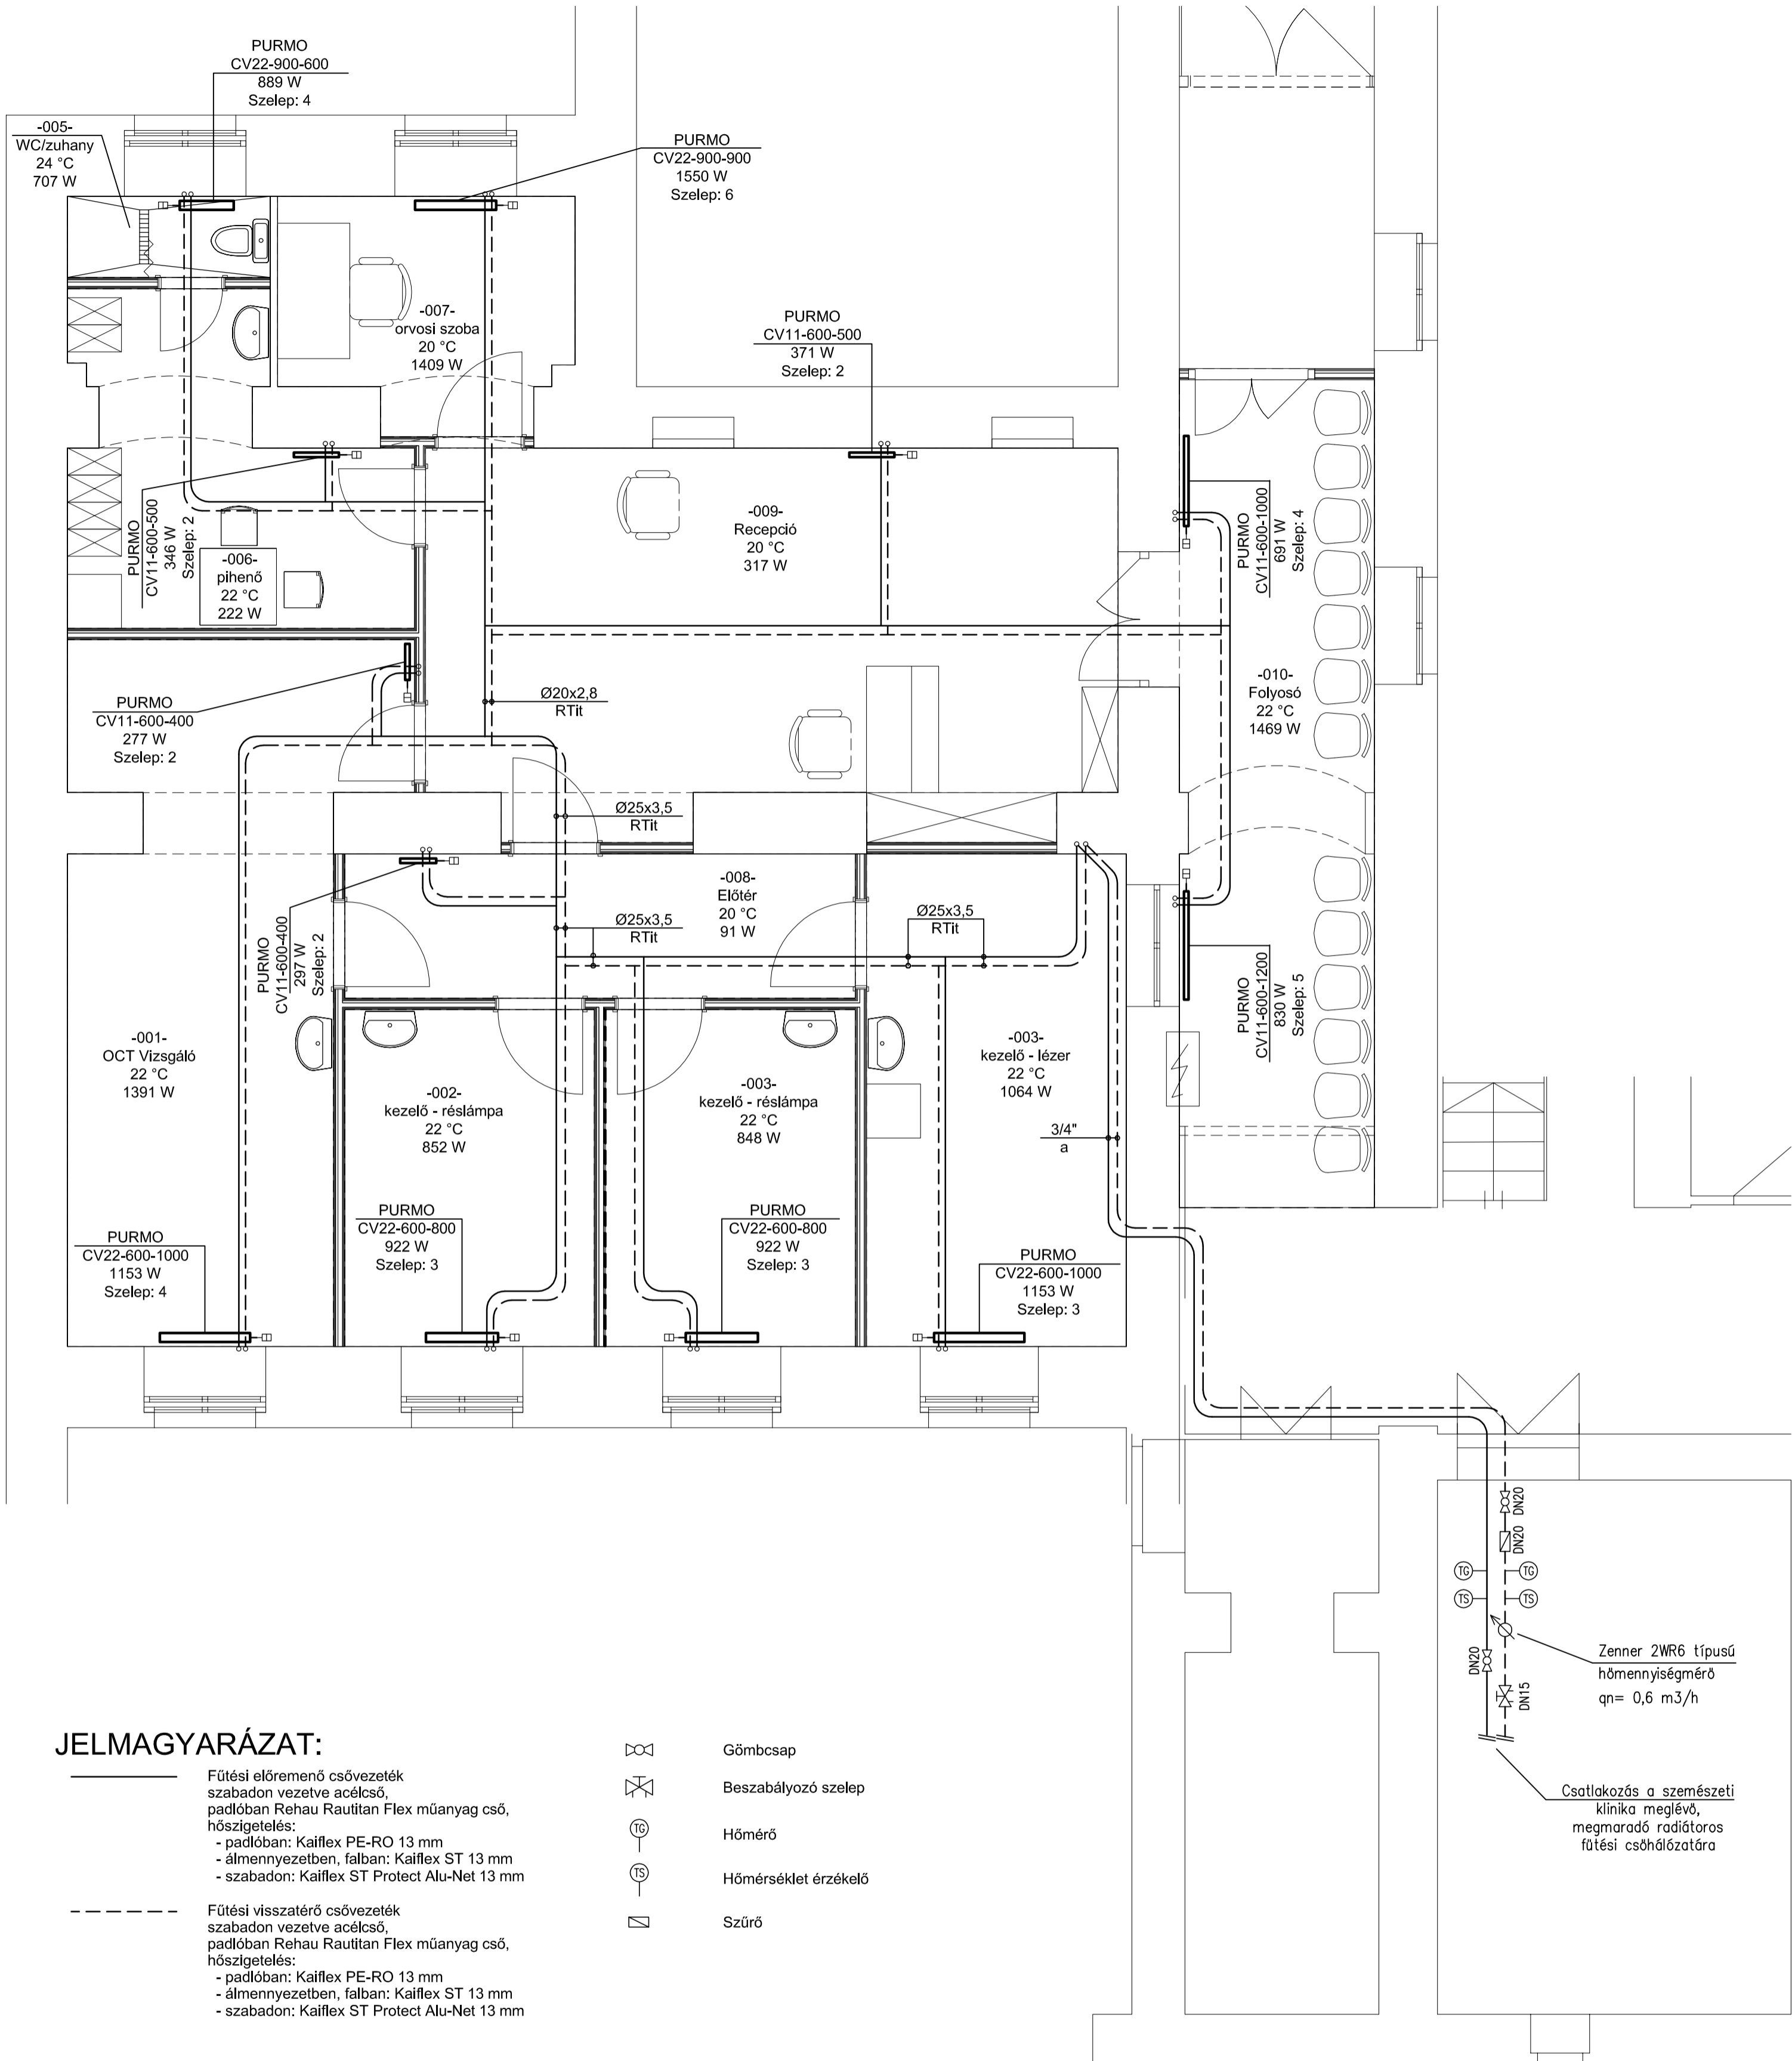 PURMO
CV22-900-600
889 W
Szelep: 4
-005-
WC/zuhany
24 °C
707 W
PURMO
CV22-900-900
1550 W
Szelep: 6
-007-
orvosi szoba
20 °C
1409 W
PURMO
CV11-600-500
371 W
Szelep: 2
PURMO
CV11-600-500
346 W
Szelep: 2
-006-
pihenő
22 °C
222 W
-009-
Recepció
20 °C
317 W
PURMO
CV11-600-1000
691 W
Szelep: 4
-010-
Folyosó
22 °C
1469 W
PURMO
CV11-600-400
277 W
Szelep: 2
Ø20x2,8
RTit
Ø25x3,5
RTit
PURMO
CV11-600-400
297 W
Szelep: 2
-008-
Előtér
20 °C
91 W
Ø25x3,5
RTit
Ø25x3,5
RTit
PURMO
CV11-600-1200
830 W
Szelep: 5
-001-
OCT Vizsgáló
22 °C
1391 W
-002-
kezelő - réslámpa
22 °C
852 W
-003-
kezelő - réslámpa
22 °C
848 W
-003-
kezelő - lézer
22 °C
1064 W
3/4"
a
PURMO
CV22-600-1000
1153 W
Szelep: 4
PURMO
CV22-600-800
922 W
Szelep: 3
PURMO
CV22-600-800
922 W
Szelep: 3
PURMO
CV22-600-1000
1153 W
Szelep: 3
DN20
DN20
TG
TG
TS
TS
DN20
DN15
Zenner 2WR6 típusú
hőmennyiségmérő
qn= 0,6 m3/h
Csatlakozás a szemészeti
klinika meglévő,
megmaradó radiátoros
fűtési csőhálózatára
JELMAGYARÁZAT:
Fűtési előremenő csővezeték
szabadon vezetve acélcső,
padlóban Rehau Rautitan Flex műanyag cső,
hőszigetelés:
- padlóban: Kaiflex PE-RO 13 mm
- álmennyezetben, falban: Kaiflex ST 13 mm
- szabadon: Kaiflex ST Protect Alu-Net 13 mm
Fűtési visszatérő csővezeték
szabadon vezetve acélcső,
padlóban Rehau Rautitan Flex műanyag cső,
hőszigetelés:
- padlóban: Kaiflex PE-RO 13 mm
- álmennyezetben, falban: Kaiflex ST 13 mm
- szabadon: Kaiflex ST Protect Alu-Net 13 mm
Gömbcsap
Beszabályozó szelep
TG
Hőmérő
TS
Hőmérséklet érzékelő
Szűrő